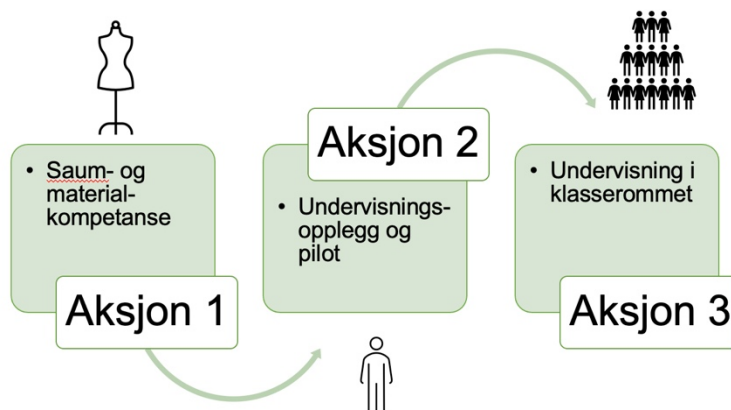 • Saum- og
material-
kompetanse
Aksjon 1
Aksjon 2
• Undervisnings-
opplegg og
pilot
• Undervisning i
klasserommet
Aksjon 3